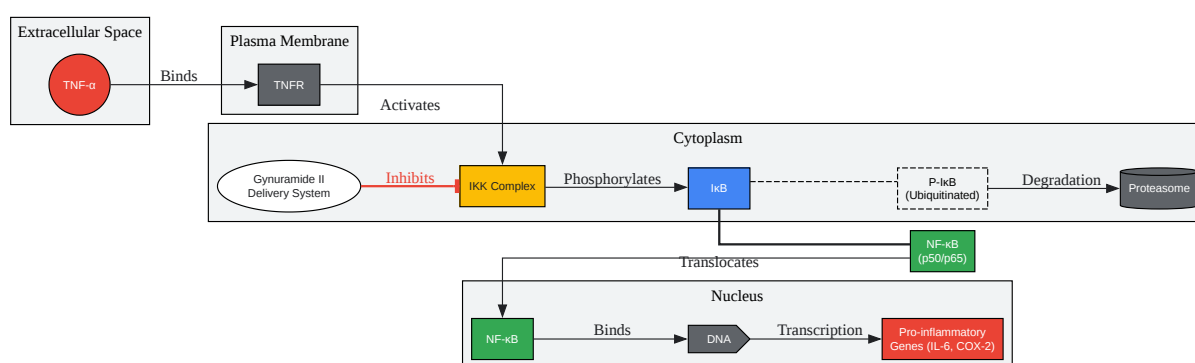 Extracellular Space
Plasma Membrane
TNF-α
Binds
TNFR
Activates
Cytoplasm
Gynuramide II
Delivery System
Inhibits
IKK Complex
Phosphorylates
IκB
P-IκB
(Ubiquitinated)
Degradation
Proteasome
NF-κB
(p50/p65)
Translocates
Nucleus
NF-κB
Binds
DNA
Transcription
Pro-inflammatory
Genes (IL-6, COX-2)